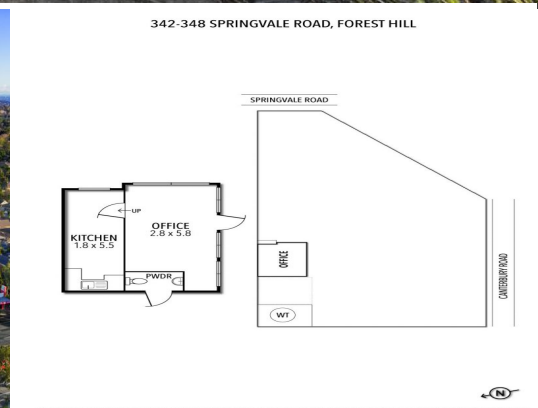 342-348 SPRINGVALE ROAD, FOREST HILL
SPRINGVALE ROAD
UP
OFFICE
2.8 x 5.8
KITCHEN
1.8 x 5.5
PWDR
OFFICE
CANTERBURY ROAD
WT
N